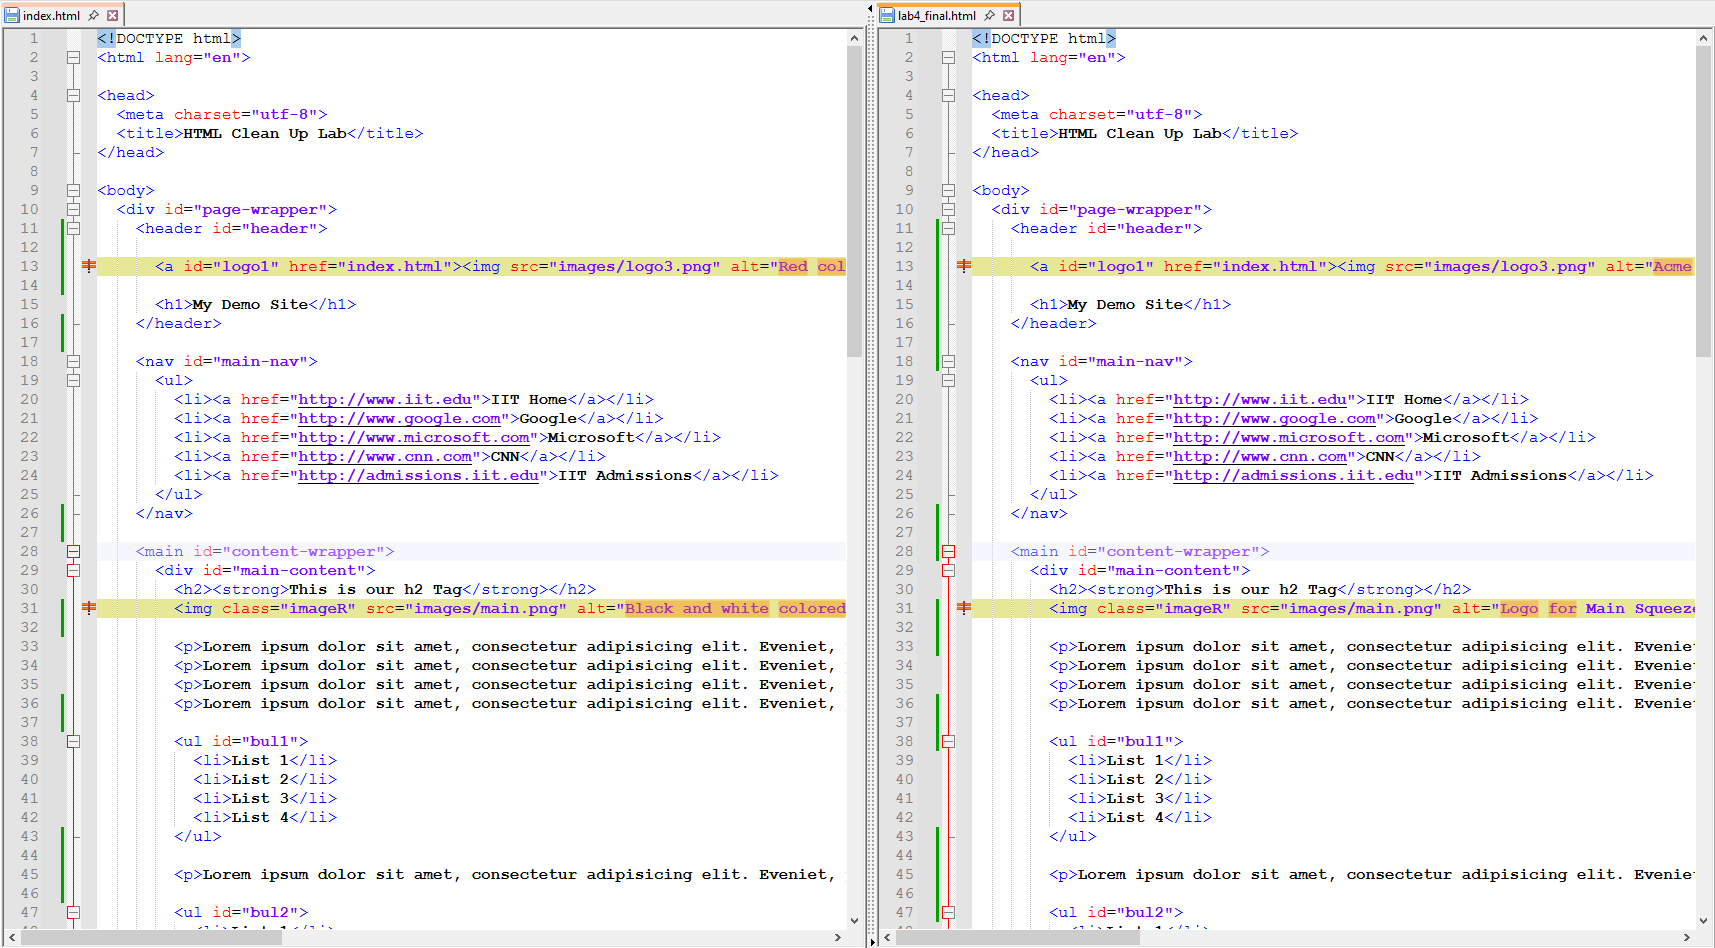 index.html
1 <!DOCTYPE html>
2 <html lang="en">
3
4 <head>
5 <meta charset="utf-8">
6 <title>HTML Clean Up Lab</title>
7 </head>
8
9 <body>
10 <div id="page-wrapper">
11 <header id="header">
12
13 <a id="logo1" href="index.html"><img src="images/logo3.png" alt="Red col
14
15 <h1>My Demo Site</h1>
16 </header>
17
18 <nav id="main-nav">
19 <ul>
20 <li><a href="http://www.iit.edu">IIT Home</a></li>
21 <li><a href="http://www.google.com">Google</a></li>
22 <li><a href="http://www.microsoft.com">Microsoft</a></li>
23 <li><a href="http://www.cnn.com">CNN</a></li>
24 <li><a href="http://admissions.iit.edu">IIT Admissions</a></li>
25 </ul>
26 </nav>
27
28 <main id="content-wrapper">
29 <div id="main-content">
30 <h2><strong>This is our h2 Tag</strong></h2>
31 <img class="imageR" src="images/main.png" alt="Black and white colored
32
33 <p>Lorem ipsum dolor sit amet, consectetur adipisicing elit. Eveniet,
34 <p>Lorem ipsum dolor sit amet, consectetur adipisicing elit. Eveniet,
35 <p>Lorem ipsum dolor sit amet, consectetur adipisicing elit. Eveniet,
36 <p>Lorem ipsum dolor sit amet, consectetur adipisicing elit. Eveniet,
37
38 <ul id="bul1">
39 <li>List 1</li>
40 <li>List 2</li>
41 <li>List 3</li>
42 <li>List 4</li>
43 </ul>
44
45 <p>Lorem ipsum dolor sit amet, consectetur adipisicing elit. Eveniet,
46
47 <ul id="bul2">
lab4_final.html
1 <!DOCTYPE html>
2 <html lang="en">
3
4 <head>
5 <meta charset="utf-8">
6 <title>HTML Clean Up Lab</title>
7 </head>
8
9 <body>
10 <div id="page-wrapper">
11 <header id="header">
12
13 <a id="logo1" href="index.html"><img src="images/logo3.png" alt="Acme
14
15 <h1>My Demo Site</h1>
16 </header>
17
18 <nav id="main-nav">
19 <ul>
20 <li><a href="http://www.iit.edu">IIT Home</a></li>
21 <li><a href="http://www.google.com">Google</a></li>
22 <li><a href="http://www.microsoft.com">Microsoft</a></li>
23 <li><a href="http://www.cnn.com">CNN</a></li>
24 <li><a href="http://admissions.iit.edu">IIT Admissions</a></li>
25 </ul>
26 </nav>
27
28 <main id="content-wrapper">
29 <div id="main-content">
30 <h2><strong>This is our h2 Tag</strong></h2>
31 <img class="imageR" src="images/main.png" alt="Logo for Main Squeeze
32
33 <p>Lorem ipsum dolor sit amet, consectetur adipisicing elit. Evenie
34 <p>Lorem ipsum dolor sit amet, consectetur adipisicing elit. Evenie
35 <p>Lorem ipsum dolor sit amet, consectetur adipisicing elit. Evenie
36 <p>Lorem ipsum dolor sit amet, consectetur adipisicing elit. Evenie
37
38 <ul id="bul1">
39 <li>List 1</li>
40 <li>List 2</li>
41 <li>List 3</li>
42 <li>List 4</li>
43 </ul>
44
45 <p>Lorem ipsum dolor sit amet, consectetur adipisicing elit. Evenie
46
47 <ul id="bul2">